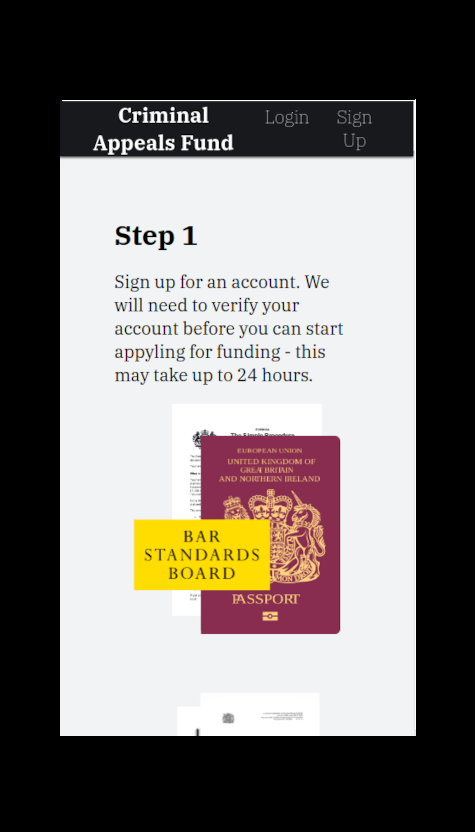 Criminal
Appeals Fund
Login
Sign
Up
Step 1
Sign up for an account. We
will need to verify your
account before you can start
appyling for funding - this
may take up to 24 hours.
The Simple Procedure
EUROPEAN UNION
UNITED KINGDOM OF
GREAT BRITAIN
AND NORTHERN IRELAND
BAR
STANDARDS
BOARD
MON DROIT
PASSPORT